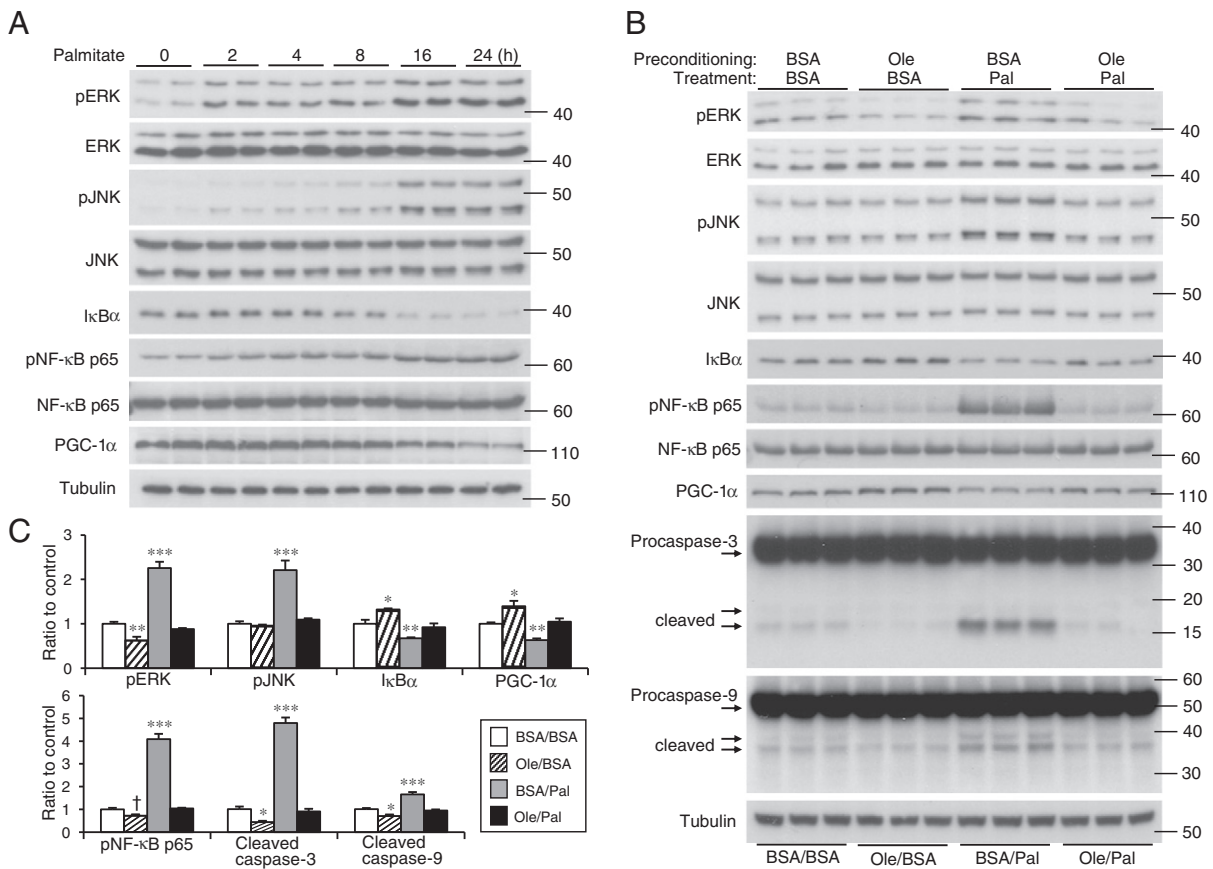 A
Palmitate 0 2 4 8 16 24 (h)
pERK
40
ERK
40
pJNK
50
JNK
50
IκBα
40
pNF-κB p65
60
NF-κB p65
60
PGC-1α
110
Tubulin
50
B
Preconditioning: BSA Ole BSA Ole
Treatment: BSA BSA Pal Pal
pERK
40
ERK
40
pJNK
50
JNK
50
IκBα
40
pNF-κB p65
60
NF-κB p65
60
PGC-1α
110
40
Procaspase-3
30
20
cleaved
15
60
Procaspase-9
50
40
cleaved
30
Tubulin
50
BSA/BSA Ole/BSA BSA/Pal Ole/Pal
C
Ratio to control
3
2
1
0
** *** *** * ** * **
pERK pJNK IκBα PGC-1α
Ratio to control
6
5
4
3
2
1
0
† *** * *** * ***
pNF-κB p65 Cleaved Cleaved
caspase-3 caspase-9
BSA/BSA
Ole/BSA
BSA/Pal
Ole/Pal